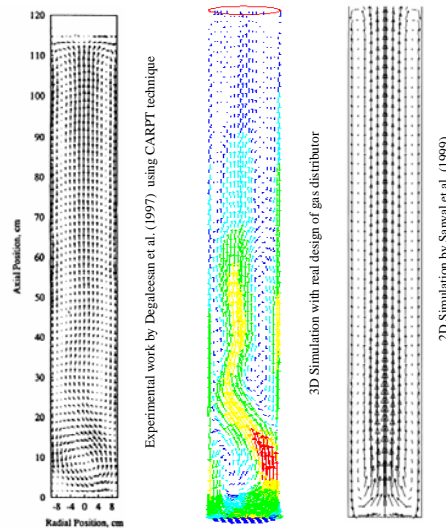 120
110
100
90
80
70
60
50
40
30
20
10
0
Axial Position, cm
-8 -4 0 4 8
Radial Position, cm
Experimental work by Degaleesan et al. (1997) using CARPT technique
3D Simulation with real design of gas distributor
2D Simulation by Sanyal et al. (1999)